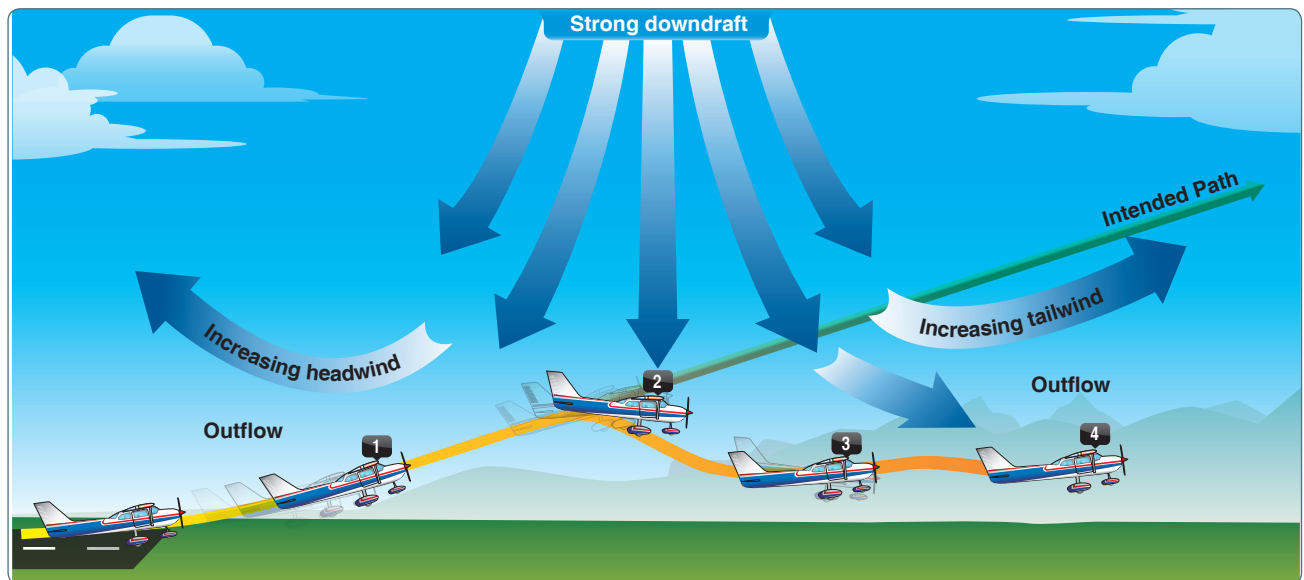 Strong downdraft
Intended Path
Increasing headwind
Increasing tailwind
Outflow
Outflow
1
2
3
4